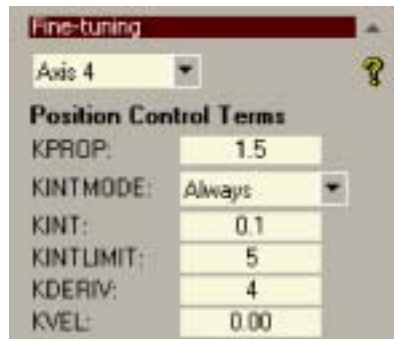 Fine-tuning
Axis 4
Position Control Terms
KPROP: 1.5
KINTMODE: Always
KINT: 0.1
KINTLIMIT: 5
KDERIV: 4
KVEL: 0.00